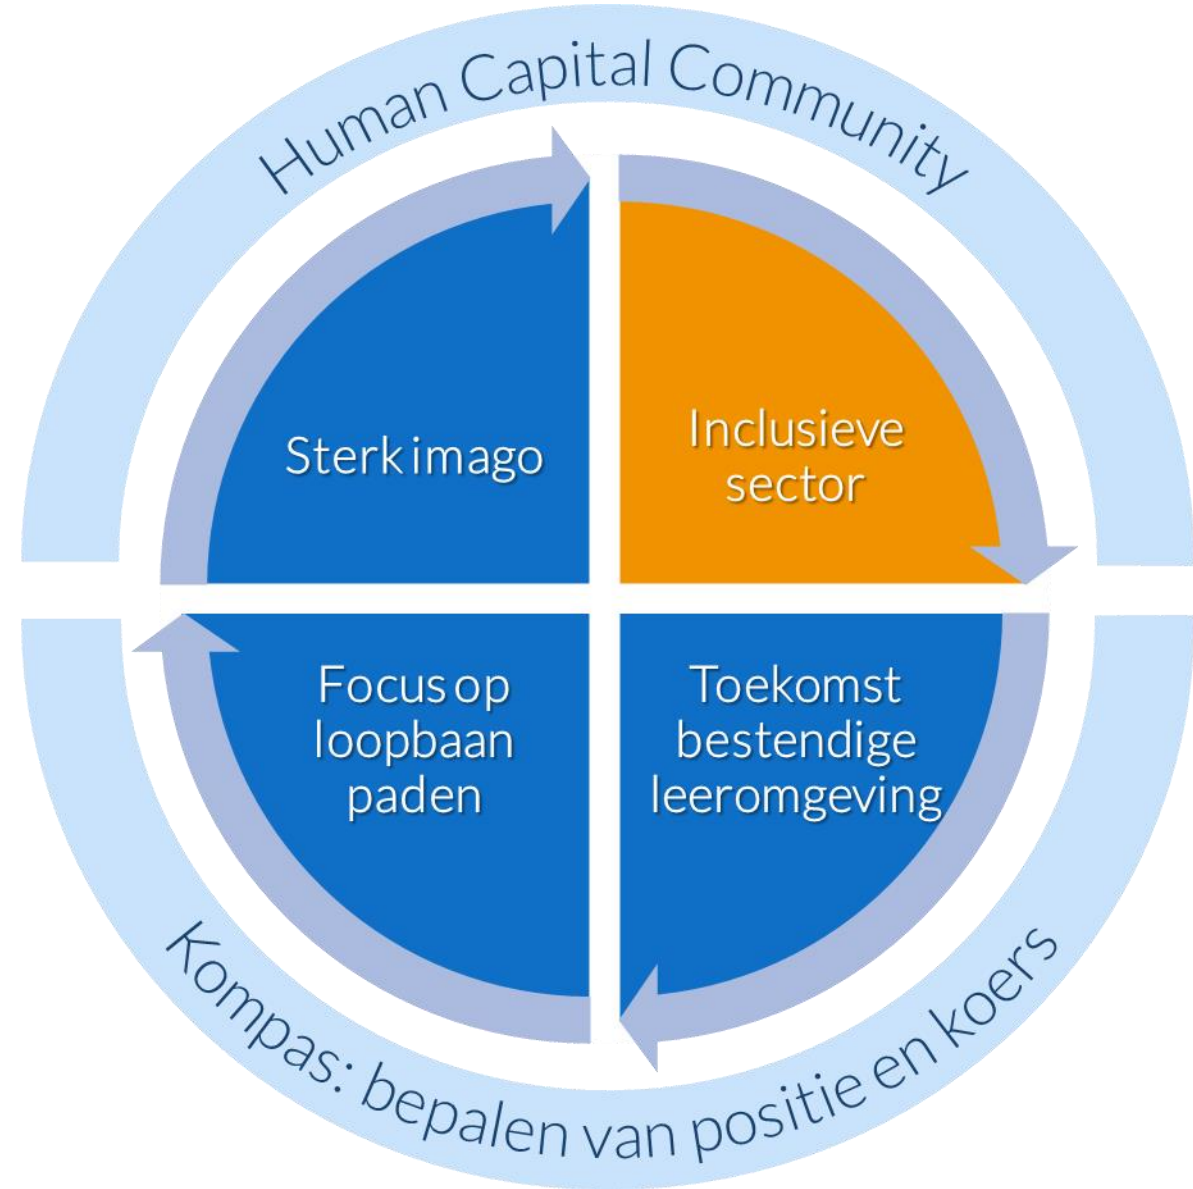 Human Capital Community
Sterk imago
Inclusieve
sector
Focus op
loopbaan
paden
Toekomst
bestendige
leeromgeving
Kompas: bepalen van positie en koers